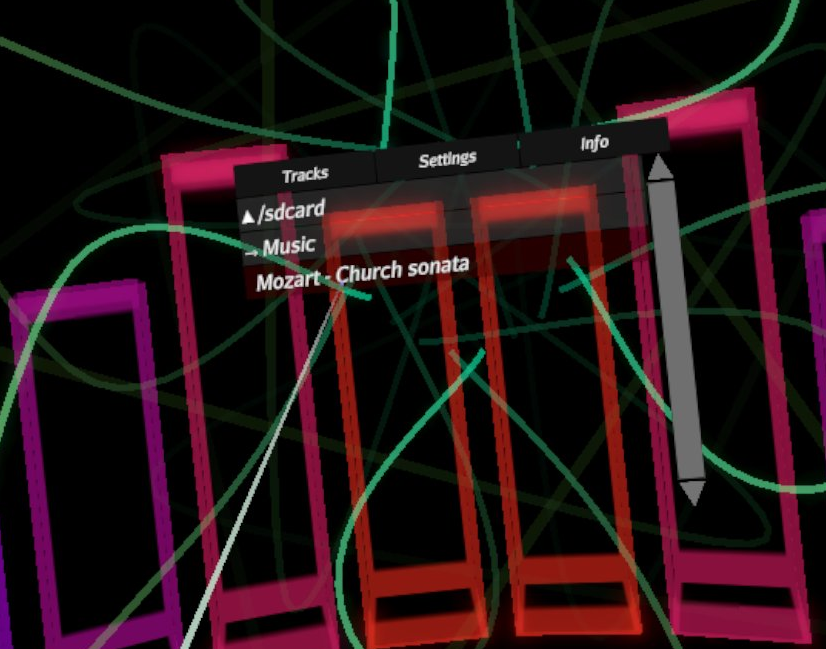 Tracks Settings Info
▲/sdcard
→ Music
Mozart - Church sonata